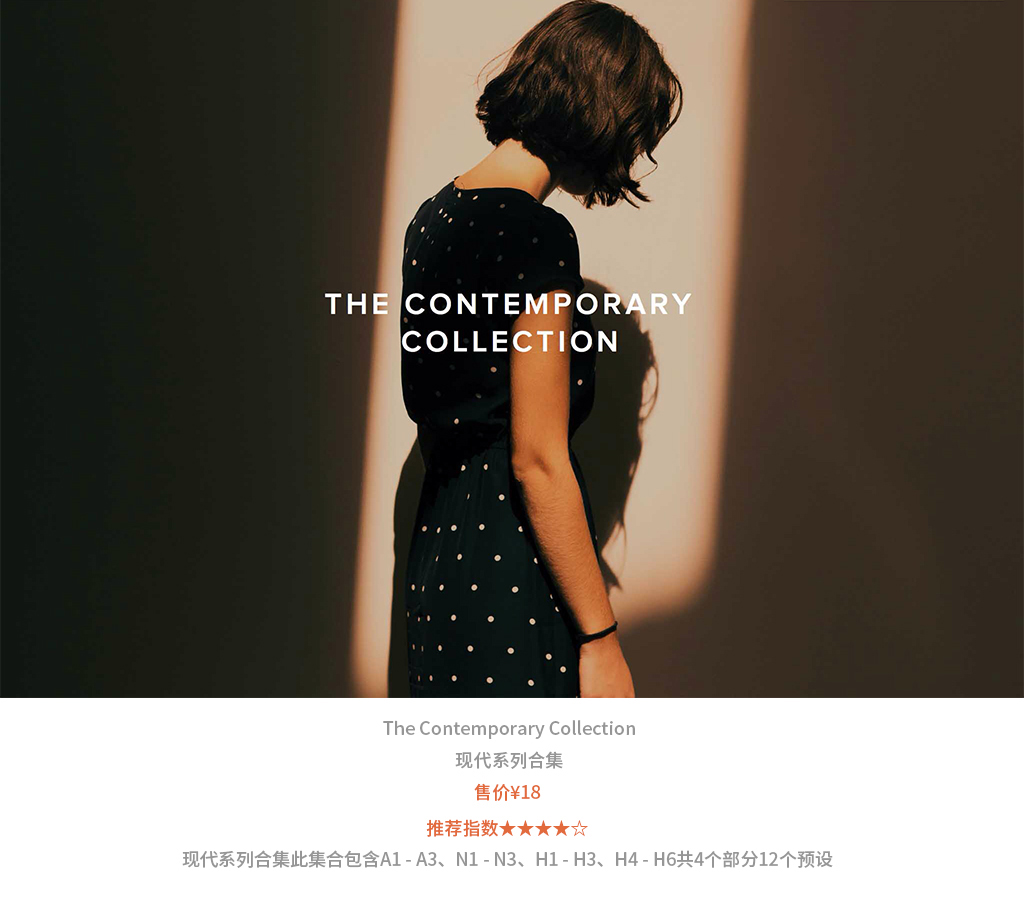 THE CONTEMPORARY
COLLECTION
The Contemporary Collection
现代系列合集
售价¥18
推荐指数★★★★☆
现代系列合集此集合包含A1 - A3、N1 - N3、H1 - H3、H4 - H6共4个部分12个预设